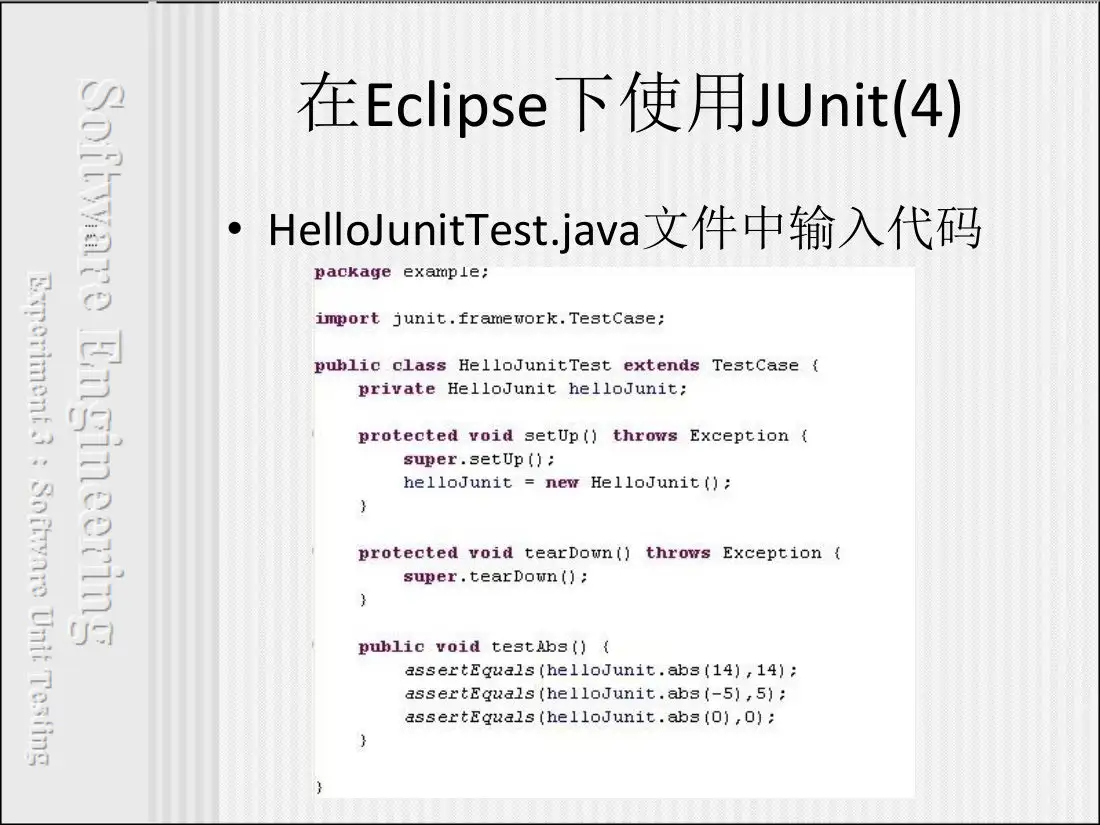 在Eclipse下使用JUnit(4)
• HelloJunitTest.java文件中输入代码
package example;
import junit.framework.TestCase;
public class HelloJunitTest extends TestCase {
private HelloJunit helloJunit;
protected void setUp() throws Exception {
super.setUp();
helloJunit = new HelloJunit();
}
protected void tearDown() throws Exception {
super.tearDown();
}
public void testAbs() {
assertEquals(helloJunit.abs(14),14);
assertEquals(helloJunit.abs(-5),5);
assertEquals(helloJunit.abs(0),0);
}
}
Software Engineering
Experiment3 : Software Unit Testing